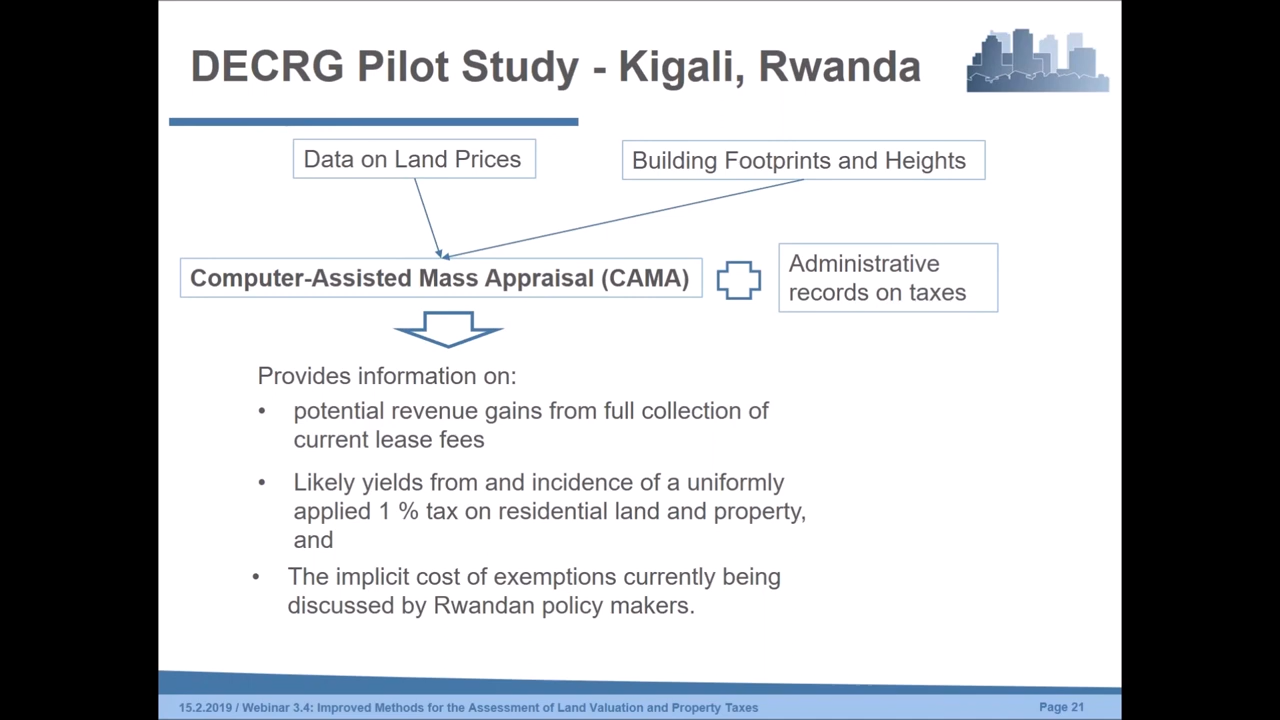 DECRG Pilot Study - Kigali, Rwanda
Data on Land Prices
Building Footprints and Heights
Computer-Assisted Mass Appraisal (CAMA)
Administrative
records on taxes
Provides information on:
• potential revenue gains from full collection of
current lease fees
• Likely yields from and incidence of a uniformly
applied 1 % tax on residential land and property,
and
• The implicit cost of exemptions currently being
discussed by Rwandan policy makers.
15.2.2019 / Webinar 3.4: Improved Methods for the Assessment of Land Valuation and Property Taxes
Page 21